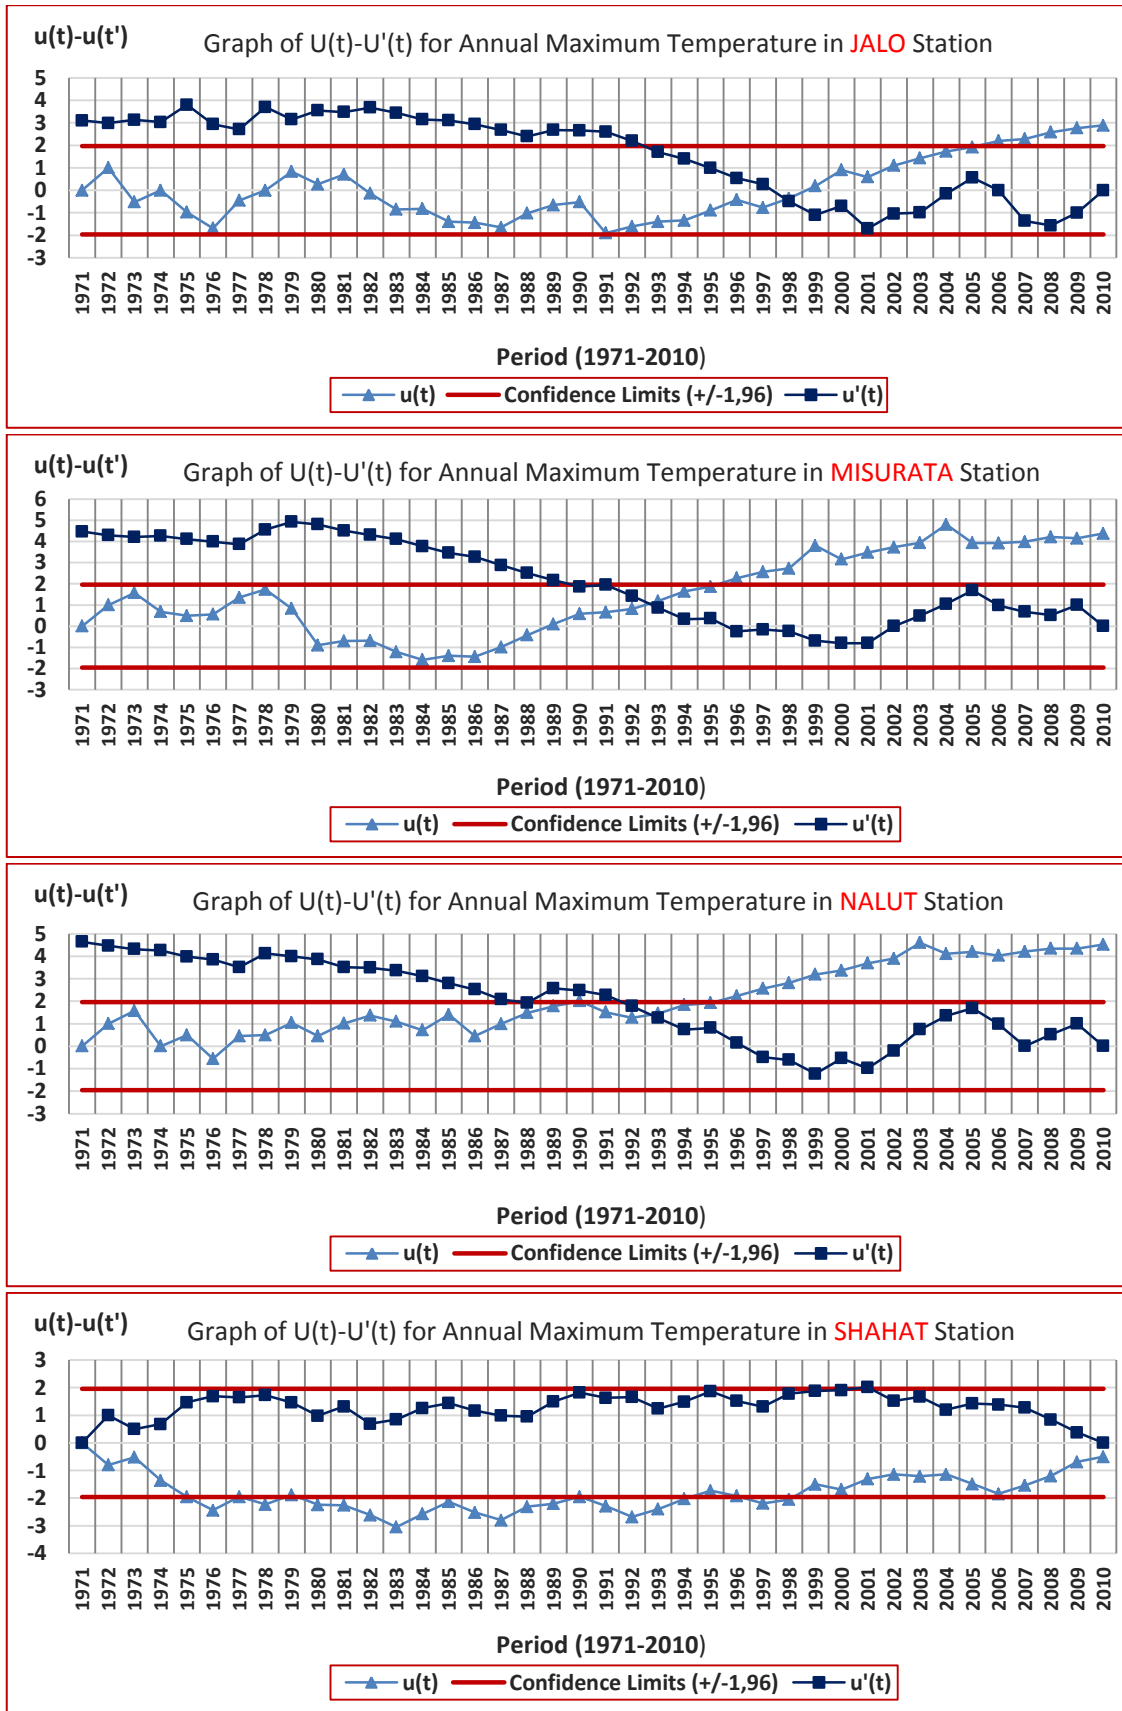 u(t)-u(t')
Graph of U(t)-U'(t) for Annual Maximum Temperature in JALO Station
5
4
3
2
1
0
-1
-2
-3
1971 1972 1973 1974 1975 1976 1977 1978 1979 1980 1981 1982 1983 1984 1985 1986 1987 1988 1989 1990 1991 1992 1993 1994 1995 1996 1997 1998 1999 2000 2001 2002 2003 2004 2005 2006 2007 2008 2009 2010
Period (1971-2010)
u(t) Confidence Limits (+/-1,96) u'(t)
u(t)-u(t')
Graph of U(t)-U'(t) for Annual Maximum Temperature in MISURATA Station
6
5
4
3
2
1
0
-1
-2
-3
1971 1972 1973 1974 1975 1976 1977 1978 1979 1980 1981 1982 1983 1984 1985 1986 1987 1988 1989 1990 1991 1992 1993 1994 1995 1996 1997 1998 1999 2000 2001 2002 2003 2004 2005 2006 2007 2008 2009 2010
Period (1971-2010)
u(t) Confidence Limits (+/-1,96) u'(t)
u(t)-u(t')
Graph of U(t)-U'(t) for Annual Maximum Temperature in NALUT Station
5
4
3
2
1
0
-1
-2
-3
1971 1972 1973 1974 1975 1976 1977 1978 1979 1980 1981 1982 1983 1984 1985 1986 1987 1988 1989 1990 1991 1992 1993 1994 1995 1996 1997 1998 1999 2000 2001 2002 2003 2004 2005 2006 2007 2008 2009 2010
Period (1971-2010)
u(t) Confidence Limits (+/-1,96) u'(t)
u(t)-u(t')
Graph of U(t)-U'(t) for Annual Maximum Temperature in SHAHAT Station
3
2
1
0
-1
-2
-3
-4
1971 1972 1973 1974 1975 1976 1977 1978 1979 1980 1981 1982 1983 1984 1985 1986 1987 1988 1989 1990 1991 1992 1993 1994 1995 1996 1997 1998 1999 2000 2001 2002 2003 2004 2005 2006 2007 2008 2009 2010
Period (1971-2010)
u(t) Confidence Limits (+/-1,96) u'(t)